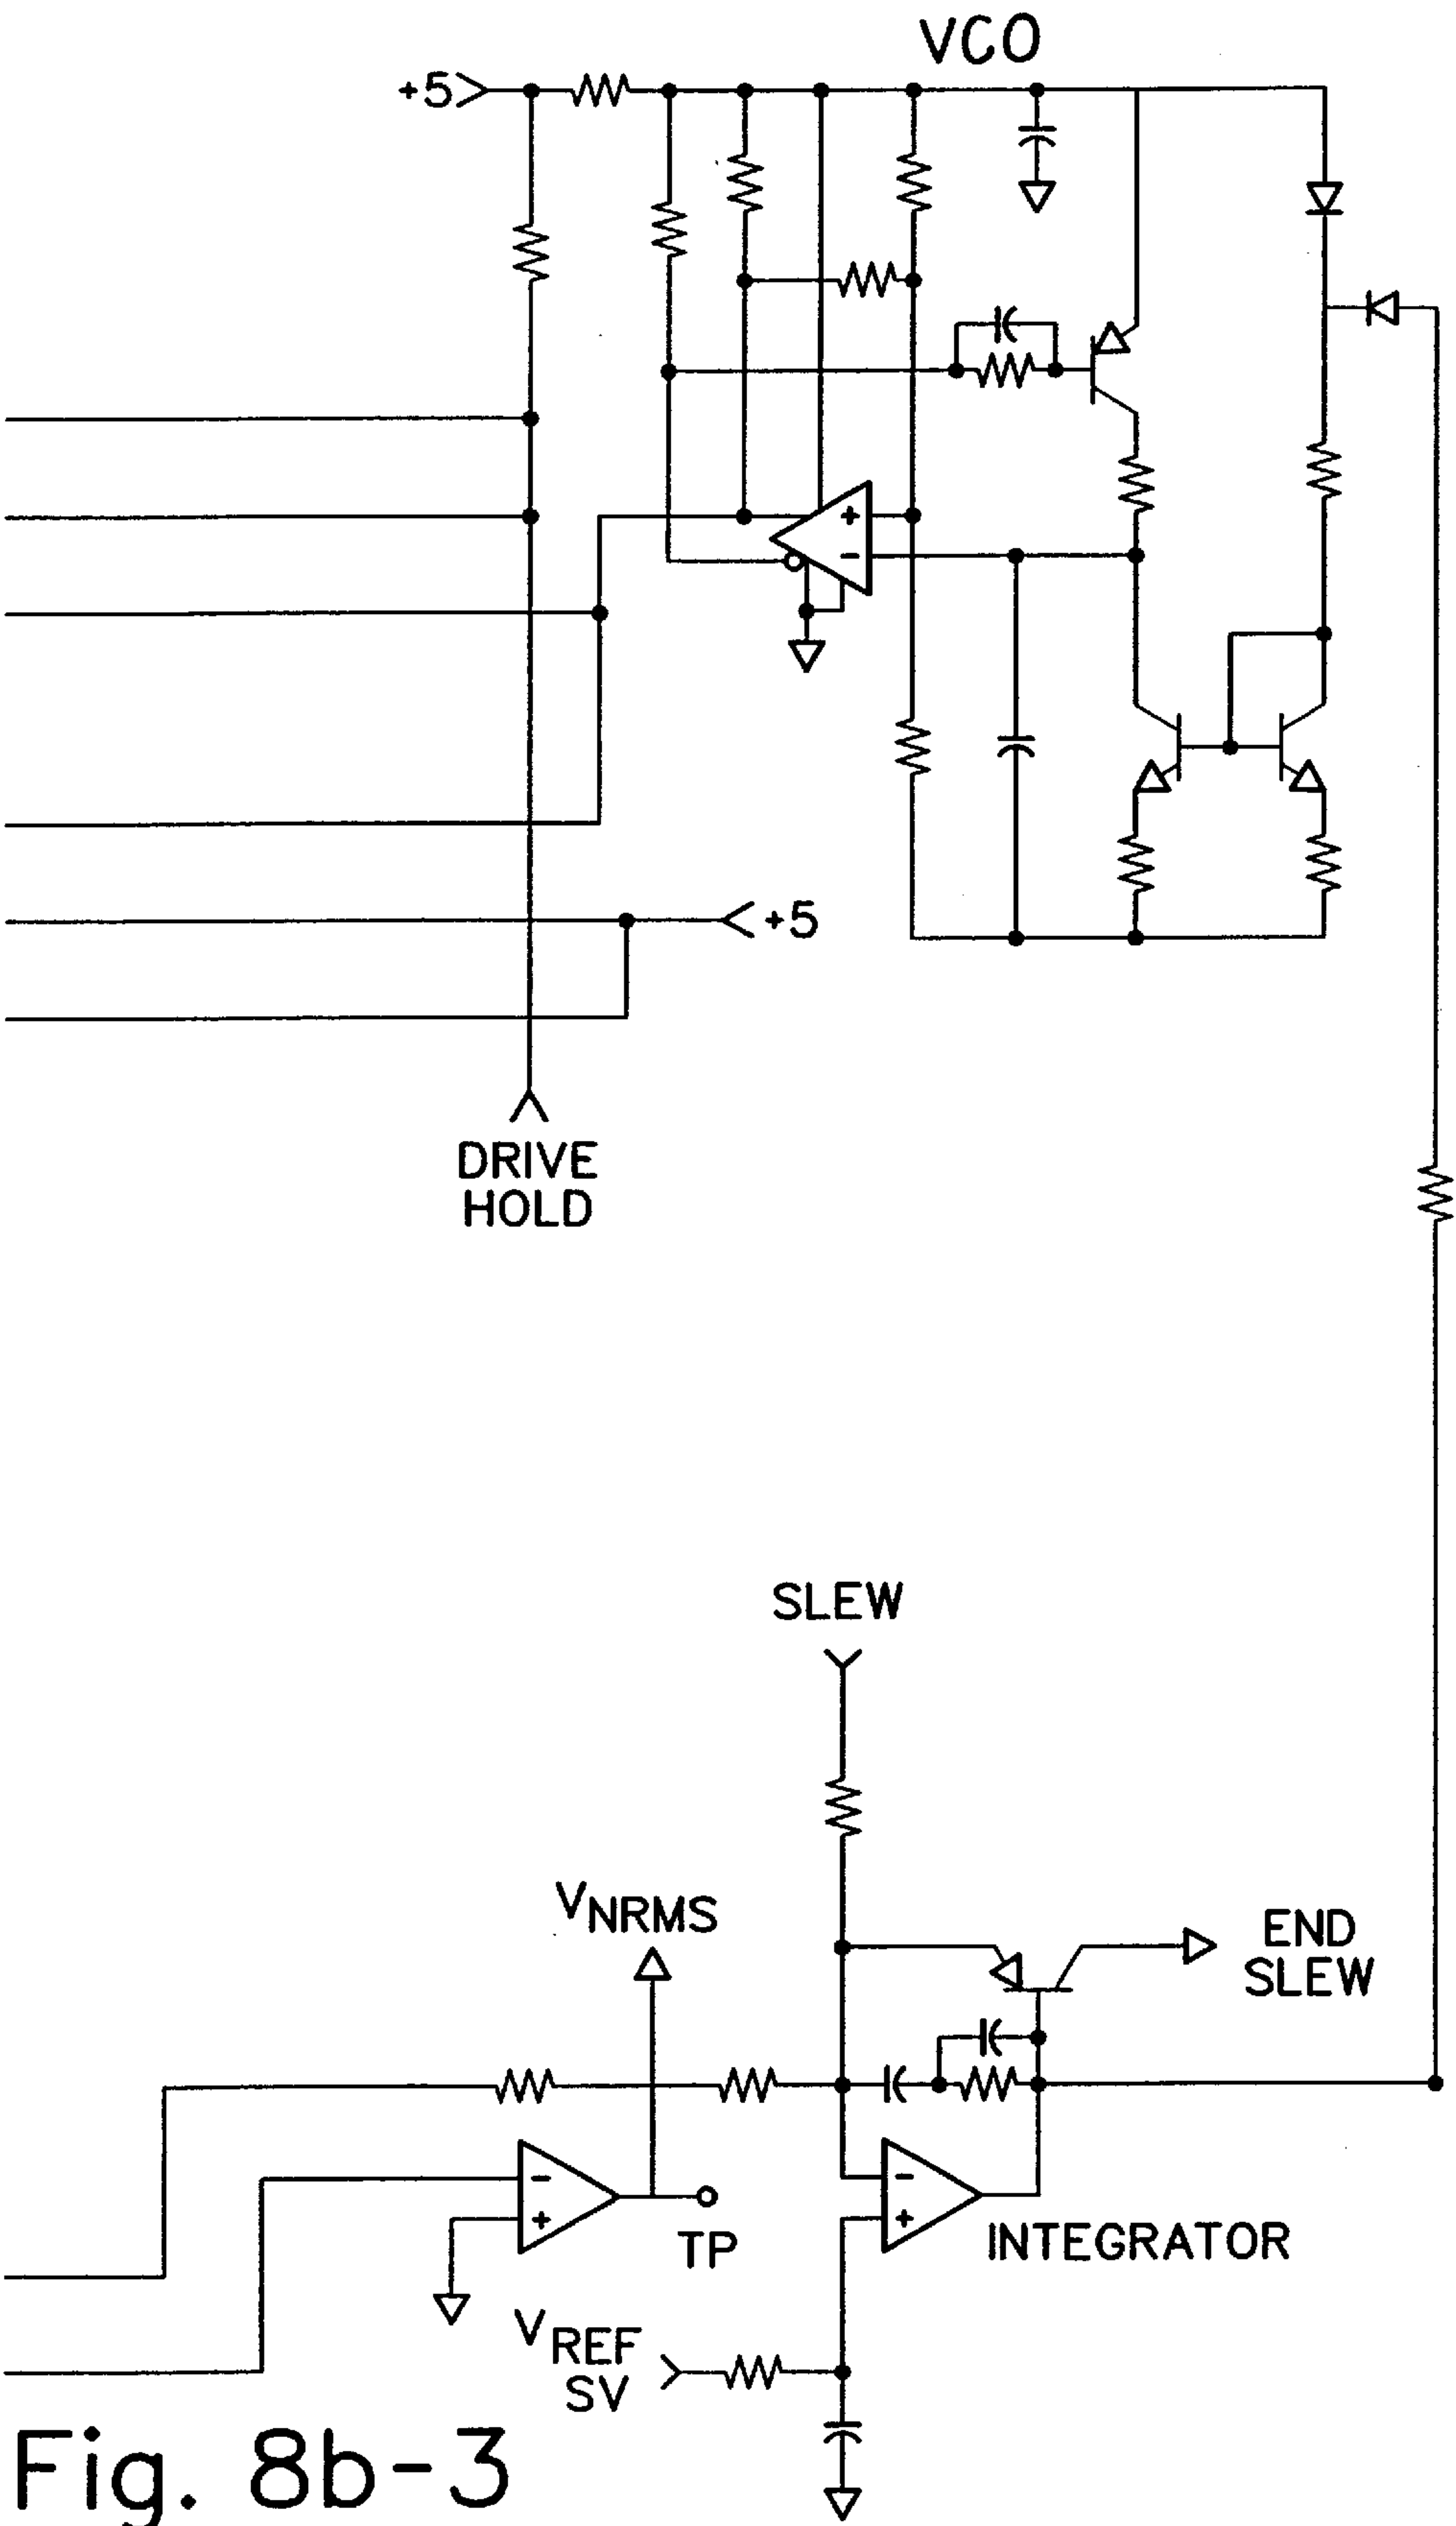 VCO
+5
+
-
+5
DRIVE
HOLD
SLEW
VNRMS
END
SLEW
-
+
TP
-
+
INTEGRATOR
VREF
SV
Fig. 8b-3